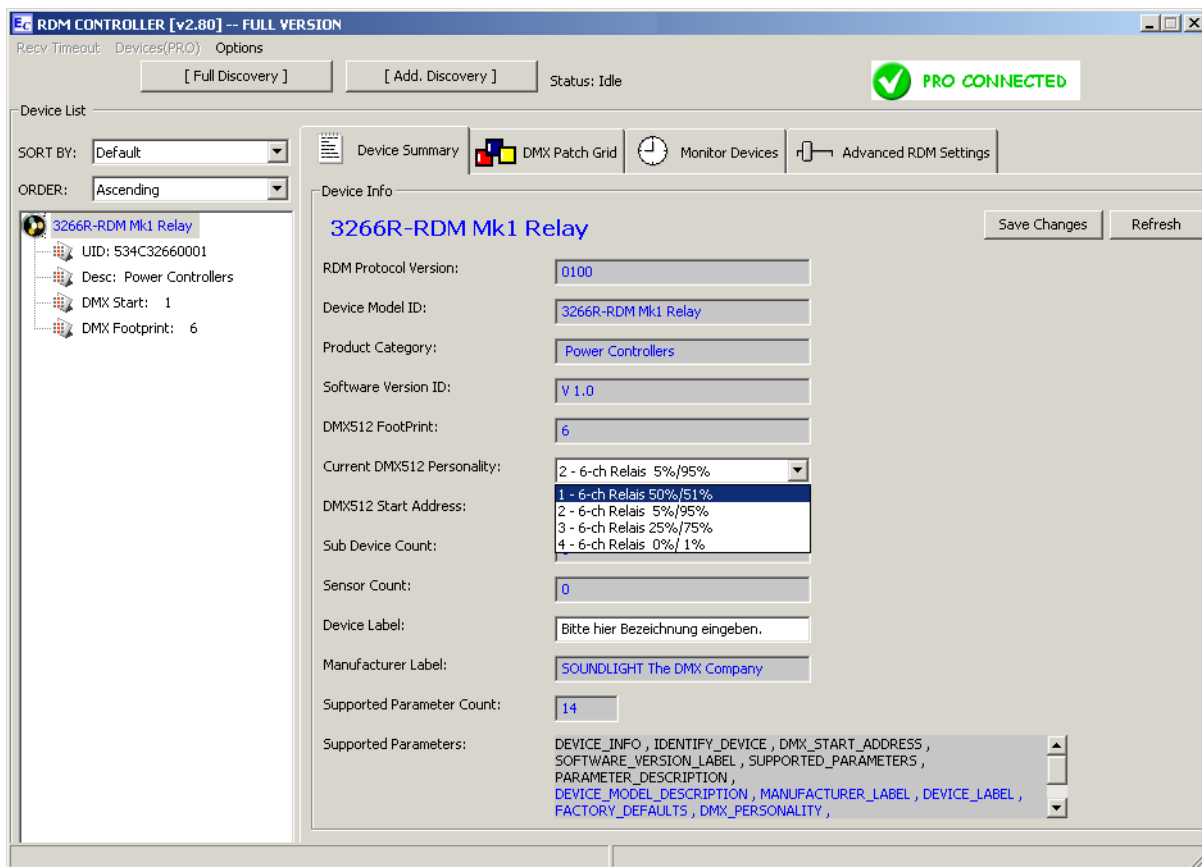 EC RDM CONTROLLER [v2.80] -- FULL VERSION
Recv Timeout Devices(PRO) Options
[ Full Discovery ] [ Add. Discovery ] Status: Idle
PRO CONNECTED
Device List
SORT BY: Default
ORDER: Ascending
3266R-RDM Mk1 Relay
UID: 534C32660001
Desc: Power Controllers
DMX Start: 1
DMX Footprint: 6
Device Summary DMX Patch Grid Monitor Devices Advanced RDM Settings
Device Info
3266R-RDM Mk1 Relay Save Changes Refresh
RDM Protocol Version: 0100
Device Model ID: 3266R-RDM Mk1 Relay
Product Category: Power Controllers
Software Version ID: V 1.0
DMX512 FootPrint: 6
Current DMX512 Personality: 2 - 6-ch Relais 5%/95%
1 - 6-ch Relais 50%/51%
DMX512 Start Address: 2 - 6-ch Relais 5%/95%
3 - 6-ch Relais 25%/75%
Sub Device Count: 4 - 6-ch Relais 0%/ 1%
Sensor Count: 0
Device Label: Bitte hier Bezeichnung eingeben.
Manufacturer Label: SOUNDLIGHT The DMX Company
Supported Parameter Count: 14
Supported Parameters: DEVICE_INFO , IDENTIFY_DEVICE , DMX_START_ADDRESS ,
SOFTWARE_VERSION_LABEL , SUPPORTED_PARAMETERS ,
PARAMETER_DESCRIPTION ,
DEVICE_MODEL_DESCRIPTION , MANUFACTURER_LABEL , DEVICE_LABEL ,
FACTORY_DEFAULTS , DMX_PERSONALITY ,